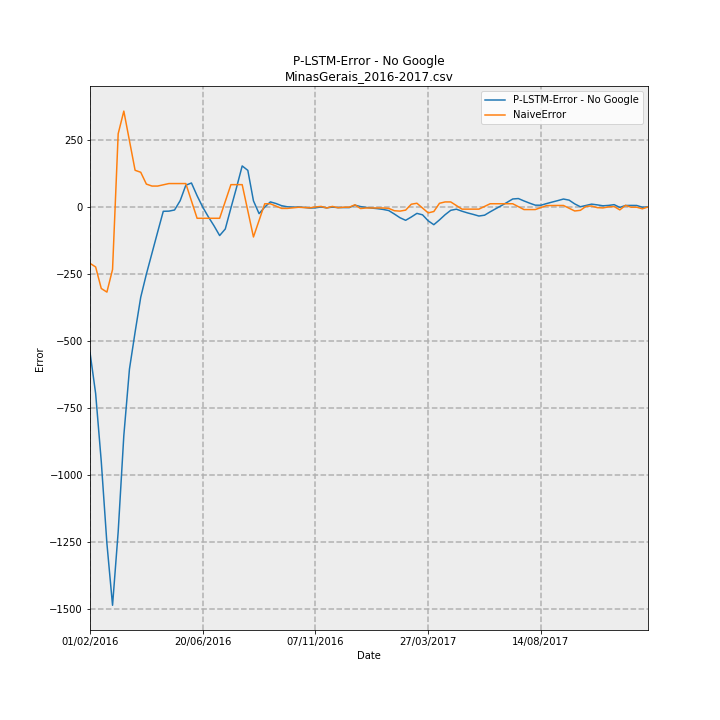 P-LSTM-Error - No Google
MinasGerais_2016-2017.csv
P-LSTM-Error - No Google
NaiveError
250
0
−250
−500
−750
−1000
−1250
−1500
Error
01/02/2016
20/06/2016
07/11/2016
27/03/2017
14/08/2017
Date